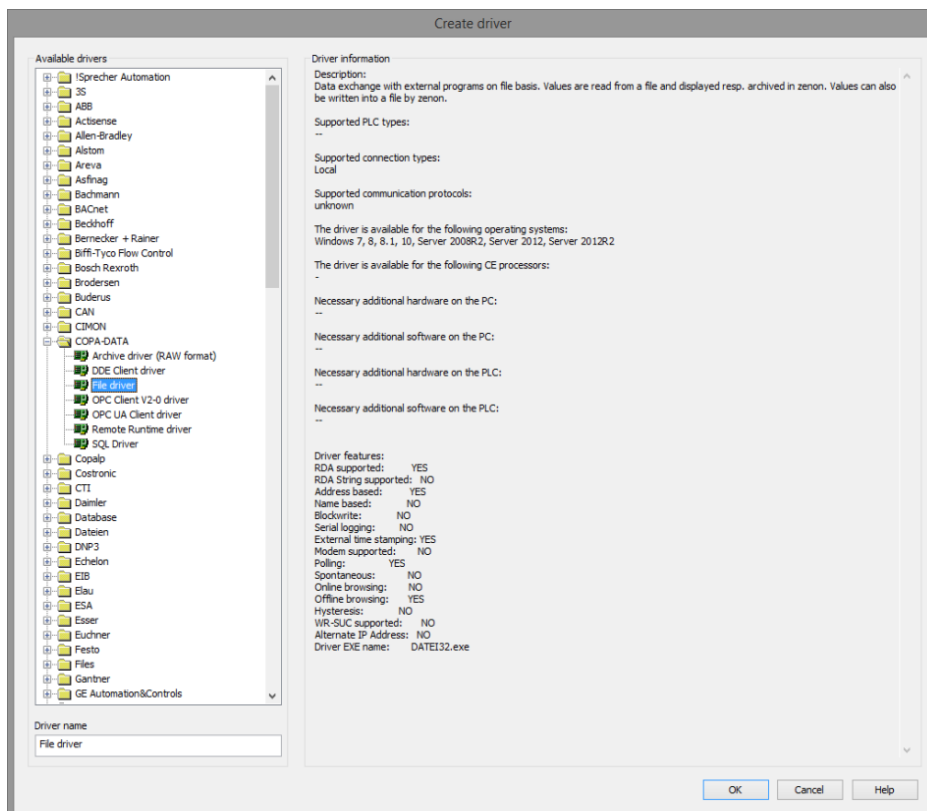 Create driver
Available drivers
!Sprecher Automation
3S
ABB
Actisense
Allen-Bradley
Alstom
Areva
Asfinag
Bachmann
BACnet
Beckhoff
Bernecker + Rainer
Biffi-Tyco Flow Control
Bosch Rexroth
Brodersen
Buderus
CAN
CIMON
COPA-DATA
Archive driver (RAW format)
DDE Client driver
File driver
OPC Client V2-0 driver
OPC UA Client driver
Remote Runtime driver
SQL Driver
Copalp
Costronic
CTI
Daimler
Database
Dateien
DNP3
Echelon
EIB
Elau
ESA
Esser
Euchner
Festo
Files
Gantner
GE Automation&Controls
Driver name
File driver
Driver information
Description:
Data exchange with external programs on file basis. Values are read from a file and displayed resp. archived in zenon. Values can also
be written into a file by zenon.
Supported PLC types:
--
Supported connection types:
Local
Supported communication protocols:
unknown
The driver is available for the following operating systems:
Windows 7, 8, 8.1, 10, Server 2008R2, Server 2012, Server 2012R2
The driver is available for the following CE processors:
-
Necessary additional hardware on the PC:
--
Necessary additional software on the PC:
--
Necessary additional hardware on the PLC:
--
Necessary additional software on the PLC:
--
Driver features:
RDA supported: YES
RDA String supported: NO
Address based: YES
Name based: NO
Blockwrite: NO
Serial logging: NO
External time stamping: YES
Modem supported: NO
Polling: YES
Spontaneous: NO
Online browsing: NO
Offline browsing: YES
Hysteresis: NO
WR-SUC supported: NO
Alternate IP Address: NO
Driver EXE name: DATEI32.exe
OK Cancel Help